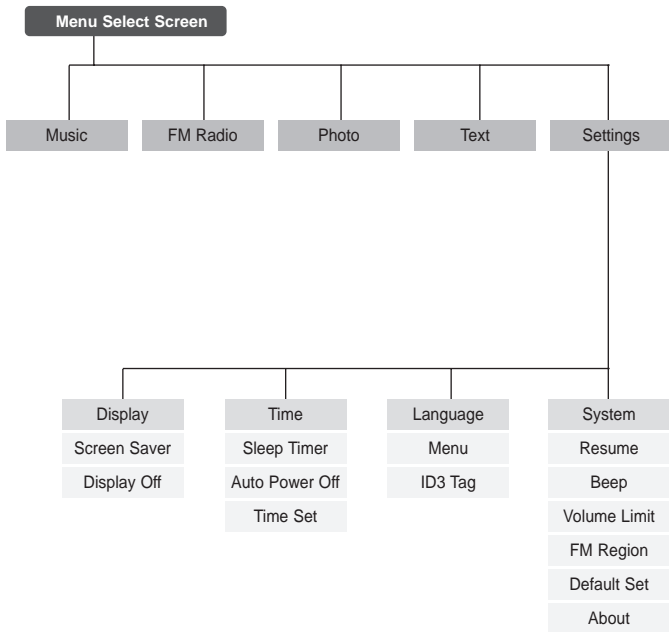 Menu Select Screen
Music
FM Radio
Photo
Text
Settings
Display
Screen Saver
Display Off
Time
Sleep Timer
Auto Power Off
Time Set
Language
Menu
ID3 Tag
System
Resume
Beep
Volume Limit
FM Region
Default Set
About